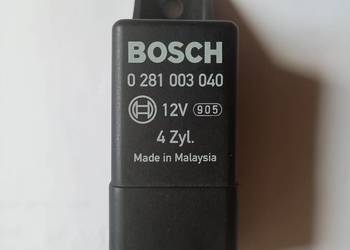 BOSCH
0 281 003 040
12V 905
4 Zyl.
Made in Malaysia